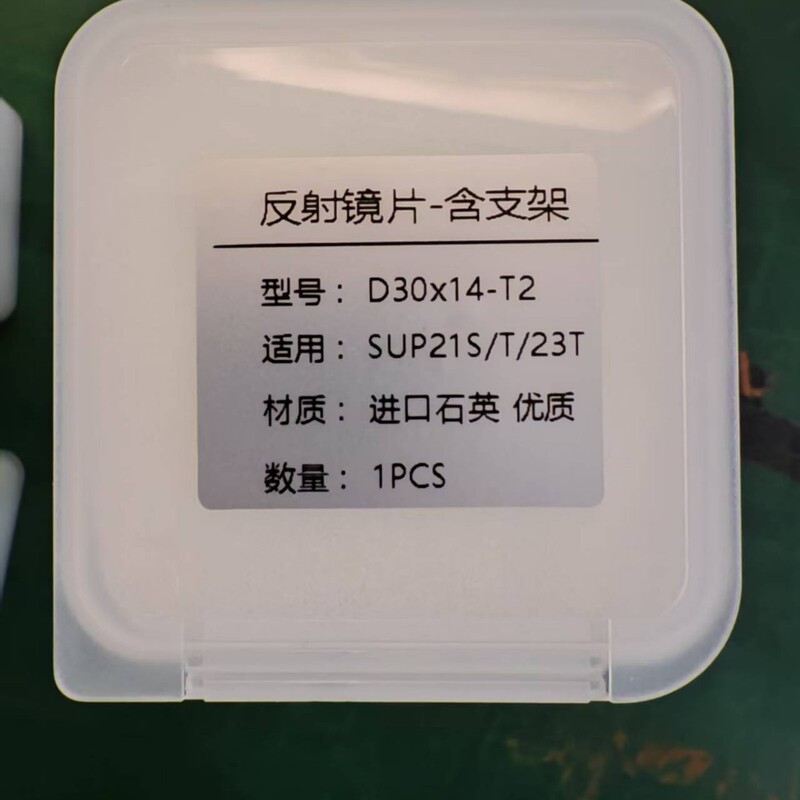 反射镜片-含支架
型号：D30x14-T2
适用：SUP21S/T/23T
材质：进口石英 优质
数量：1PCS